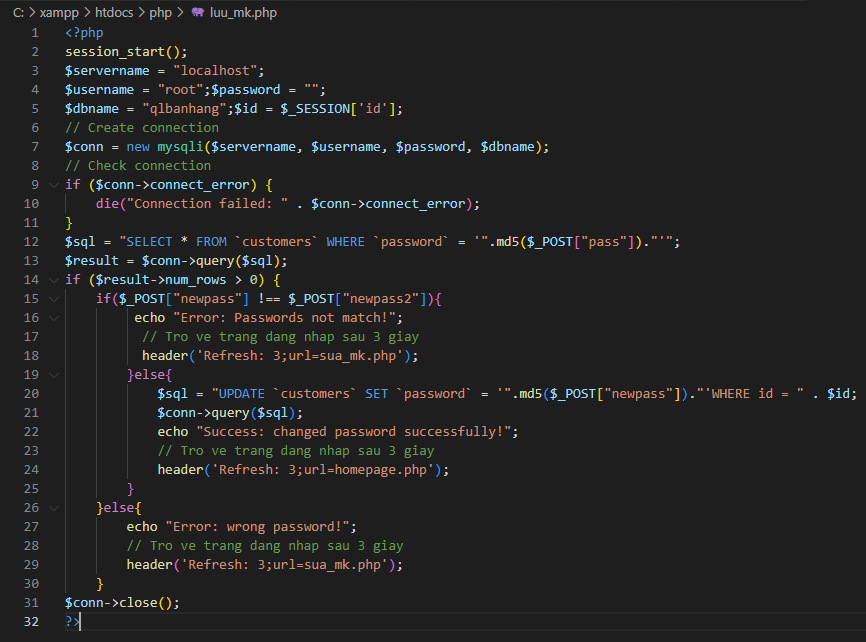 C: > xampp > htdocs > php > luu_mk.php
1 <?php
2 session_start();
3 $servername = "localhost";
4 $username = "root";$password = "";
5 $dbname = "qlbanhang";$id = $_SESSION['id'];
6 // Create connection
7 $conn = new mysqli($servername, $username, $password, $dbname);
8 // Check connection
9 if ($conn->connect_error) {
10     die("Connection failed: " . $conn->connect_error);
11 }
12 $sql = "SELECT * FROM `customers` WHERE `password` = '".md5($_POST["pass"])."'";
13 $result = $conn->query($sql);
14 if ($result->num_rows > 0) {
15     if($_POST["newpass"] !== $_POST["newpass2"]){
16          echo "Error: Passwords not match!";
17           // Tro ve trang dang nhap sau 3 giay
18           header('Refresh: 3;url=sua_mk.php');
19         }else{
20             $sql = "UPDATE `customers` SET `password` = '".md5($_POST["newpass"])."'WHERE id = " . $id;
21             $conn->query($sql);
22             echo "Success: changed password successfully!";
23             // Tro ve trang dang nhap sau 3 giay
24             header('Refresh: 3;url=homepage.php');
25         }
26     }else{
27         echo "Error: wrong password!";
28         // Tro ve trang dang nhap sau 3 giay
29         header('Refresh: 3;url=sua_mk.php');
30     }
31 $conn->close();
32 ?>